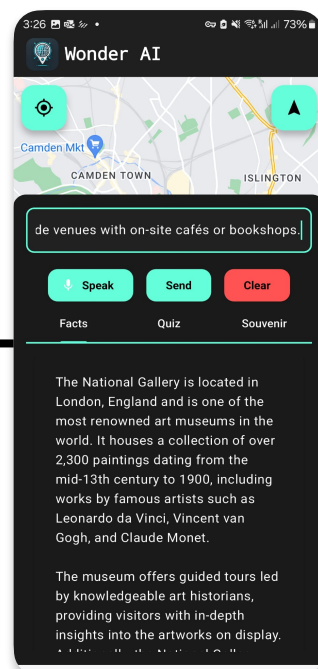 3:26 73%
Wonder AI
Camden Mkt
CAMDEN TOWN
ISLINGTON
de venues with on-site cafés or bookshops.
Speak Send Clear
Facts Quiz Souvenir
The National Gallery is located in
London, England and is one of the
most renowned art museums in the
world. It houses a collection of over
2,300 paintings dating from the
mid-13th century to 1900, including
works by famous artists such as
Leonardo da Vinci, Vincent van
Gogh, and Claude Monet.
The museum offers guided tours led
by knowledgeable art historians,
providing visitors with in-depth
insights into the artworks on display.